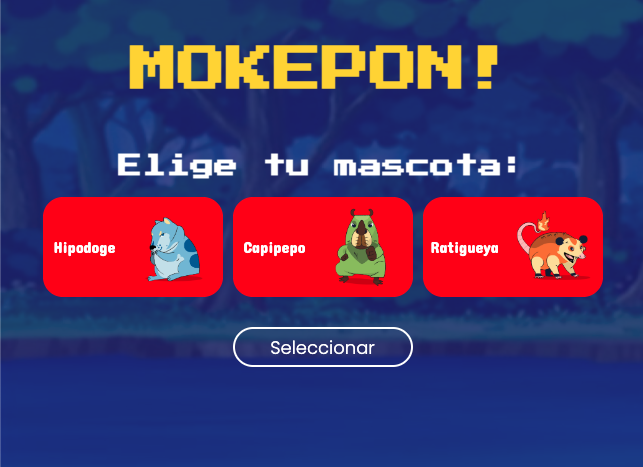 MOKEPON!
Elige tu mascota:
Hipodoge
Capipepo
Ratigueya
Seleccionar